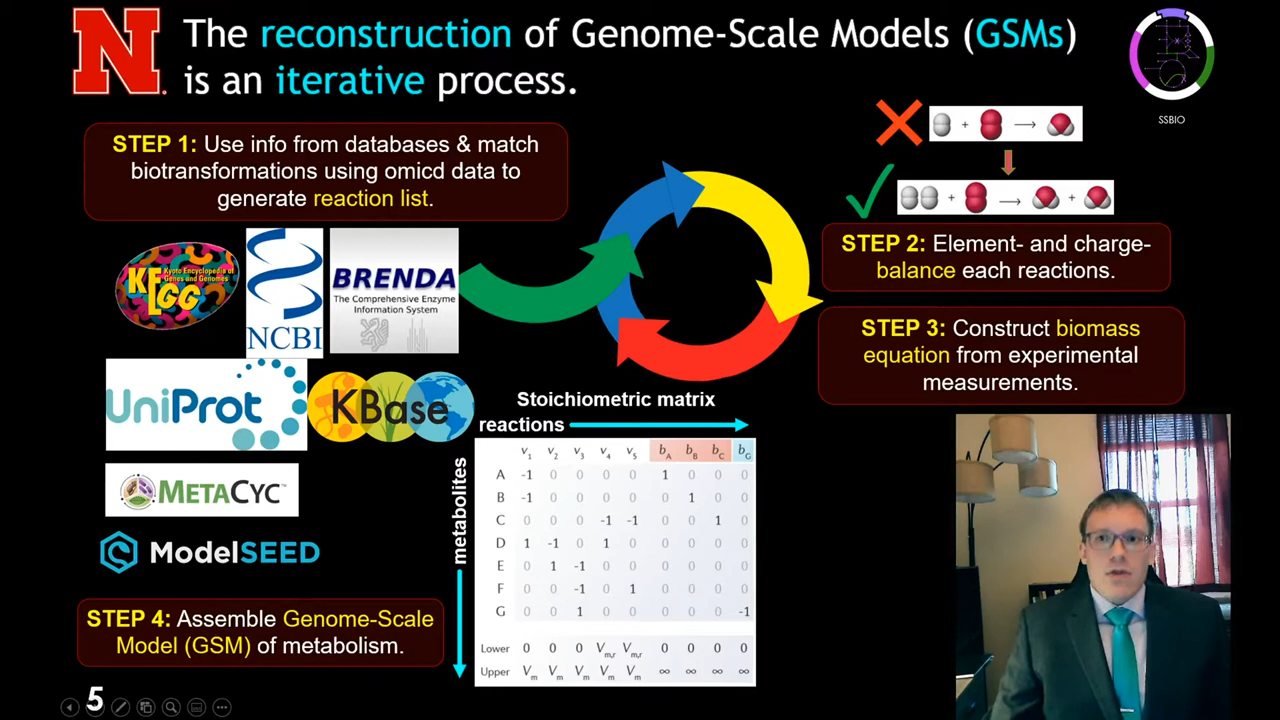 The reconstruction of Genome-Scale Models (GSMs)
is an iterative process.
N
SSBIO
STEP 1: Use info from databases & match
biotransformations using omicd data to
generate reaction list.
+ →
+ → +
STEP 2: Element- and charge-
balance each reactions.
STEP 3: Construct biomass
equation from experimental
measurements.
KEGG
Kyoto Encyclopedia of
Genes and Genomes
NCBI
BRENDA
The Comprehensive Enzyme
Information System
UniProt
KBase
METACYC™
ModelSEED
STEP 4: Assemble Genome-Scale
Model (GSM) of metabolism.
Stoichiometric matrix
reactions
metabolites
v1 v2 v3 v4 v5 bA bB bC bG
A -1 0 0 0 0 1 0 0 0
B -1 0 0 0 0 0 1 0 0
C 0 0 0 -1 -1 0 0 1 0
D 1 -1 0 1 0 0 0 0 0
E 0 1 -1 0 0 0 0 0 0
F 0 0 -1 0 1 0 0 0 0
G 0 0 1 0 0 0 0 0 -1
Lower 0 0 0 Vm,r Vm,r 0 0 0 0
Upper Vm Vm Vm Vm Vm ∞ ∞ ∞ ∞
5